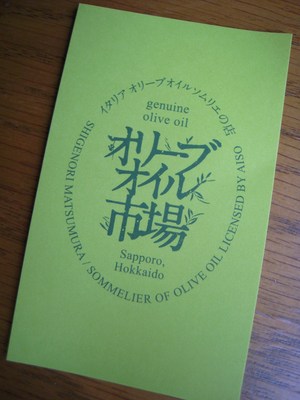 イタリア オリーブオイルソムリエの店
genuine
olive oil
オリーブ
オイル
市場
Sapporo,
Hokkaido
SHIGENORI MATSUMURA / SOMMELIER OF OLIVE OIL LICENSED BY AISO